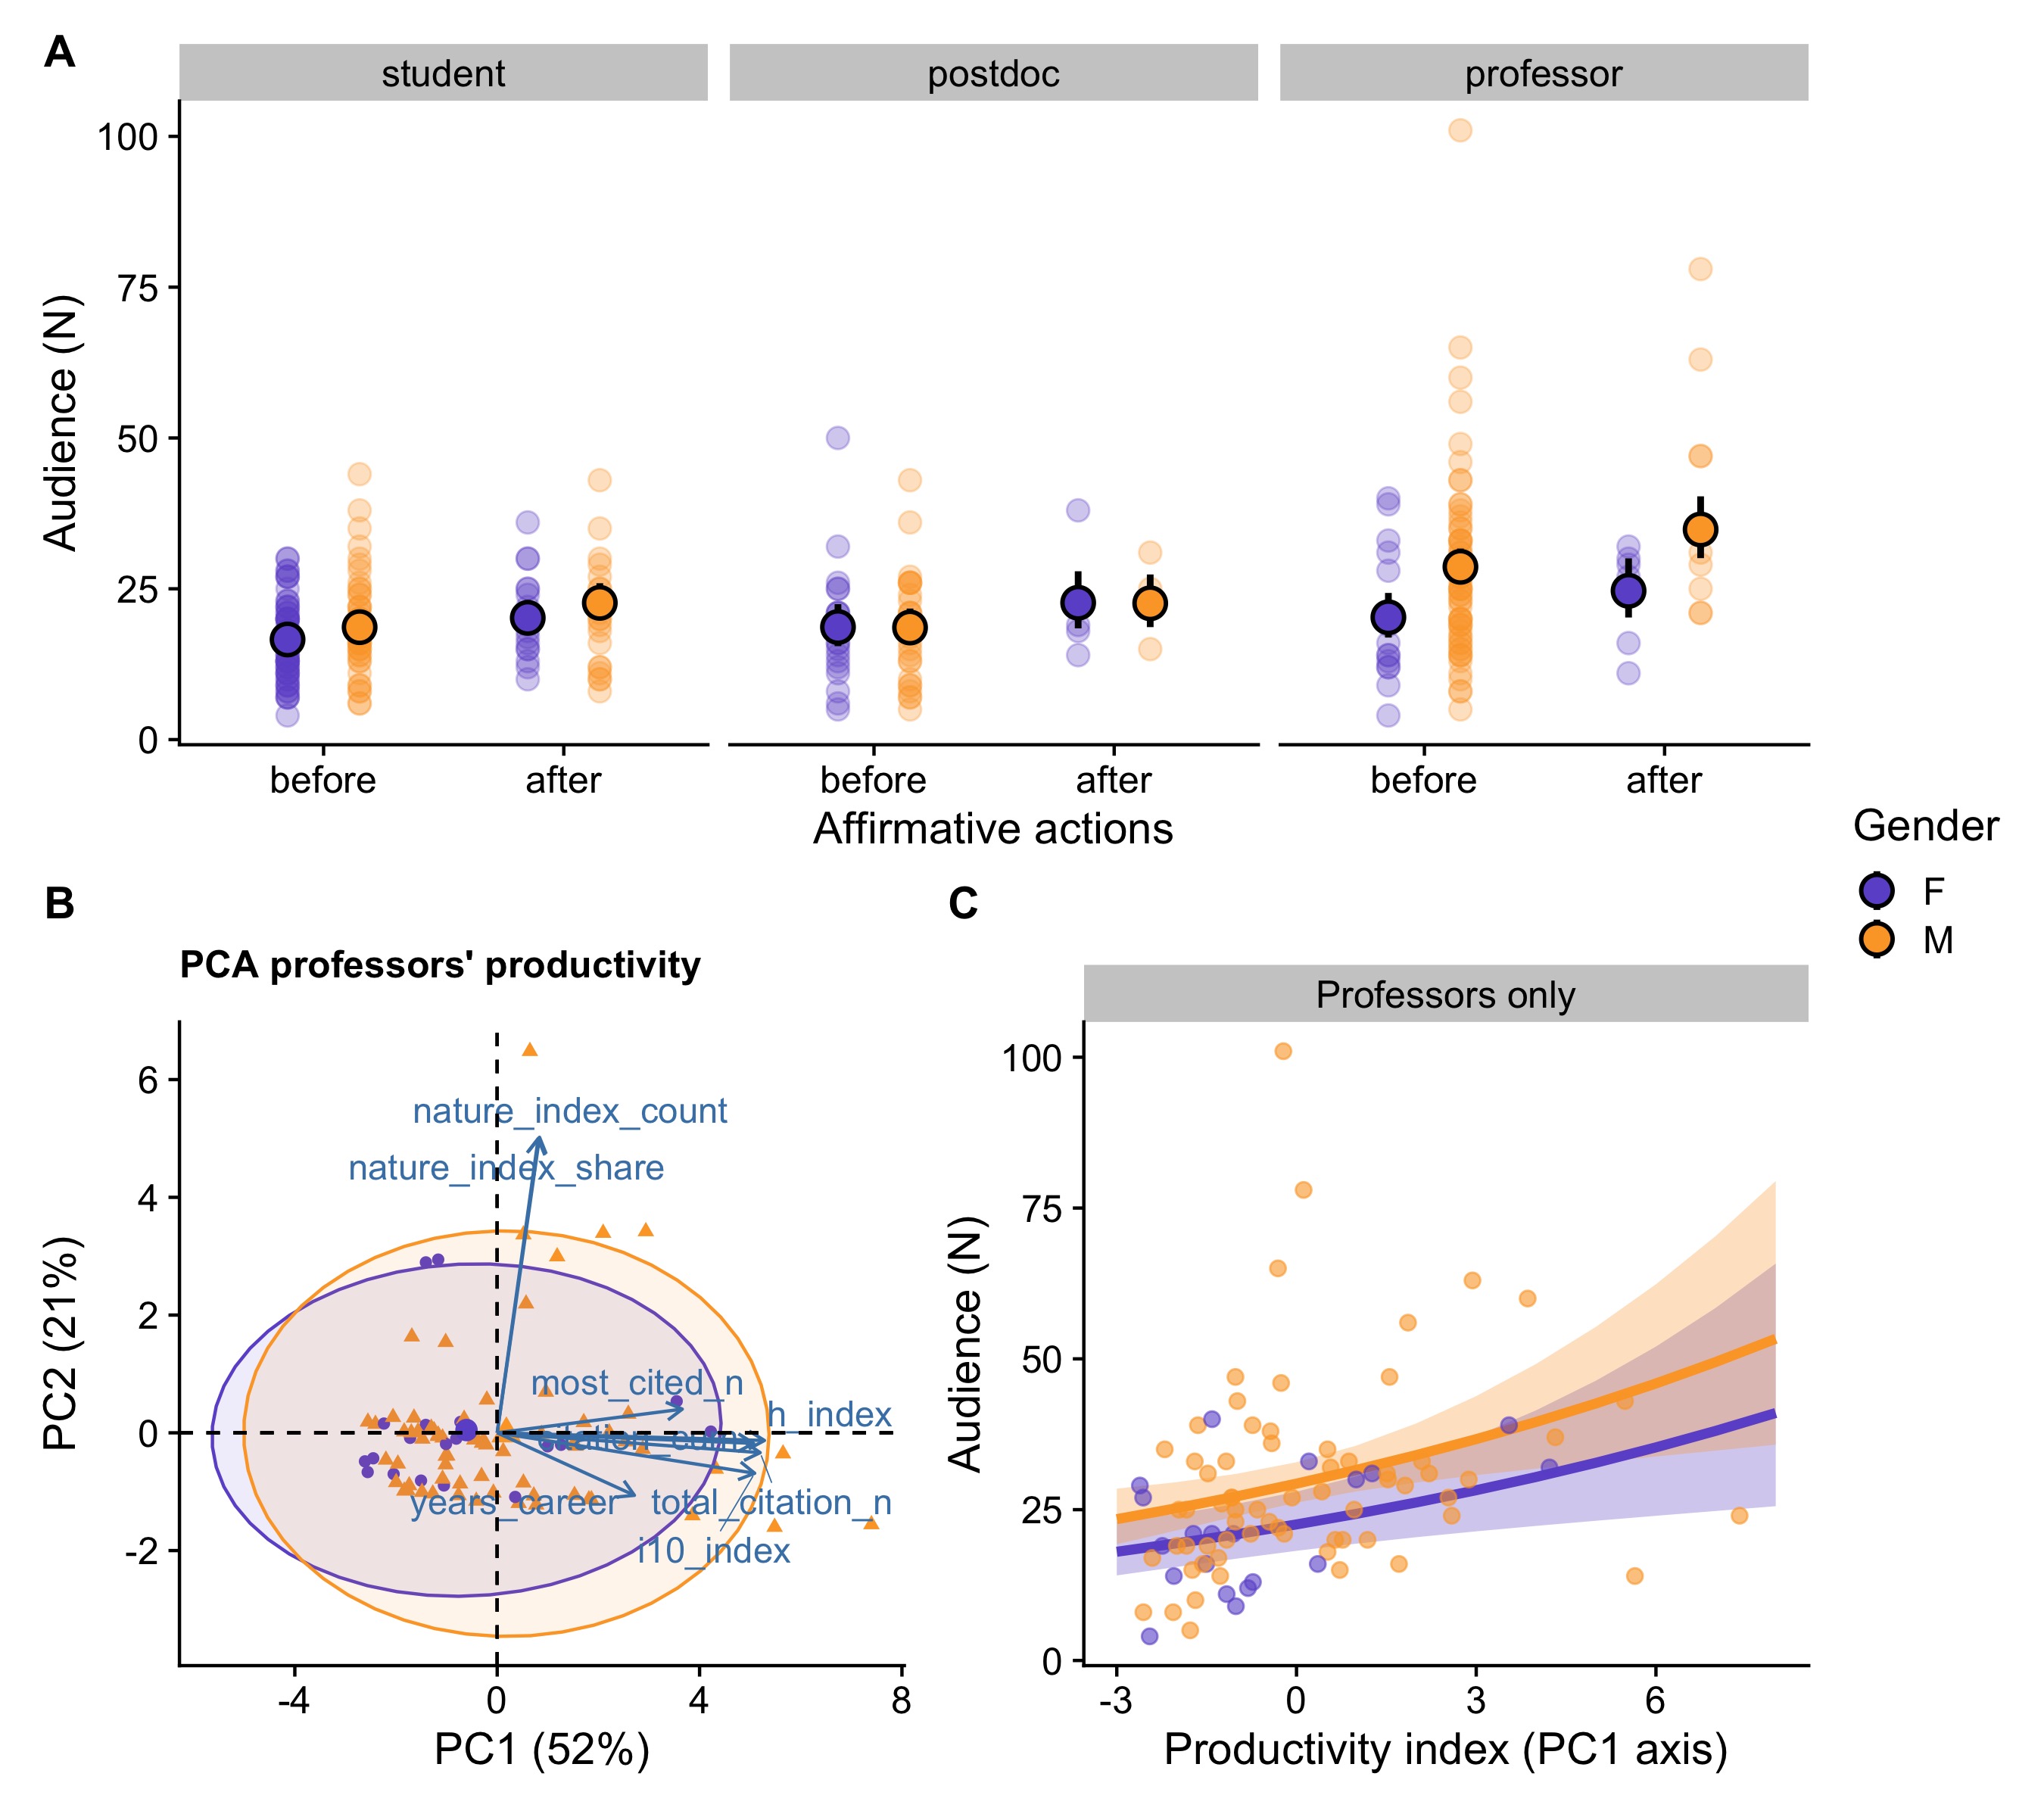 A
student postdoc professor
100
75
50
25
0
Audience (N)
before after before after before after
Affirmative actions
Gender
F
M
B
PCA professors' productivity
6
4
2
0
-2
PC2 (21%)
nature_index_count
nature_index_share
most_cited_n
h_index
years_career
total_citation_n
i10_index
-4 0 4 8
PC1 (52%)
C
Professors only
100
75
50
25
0
Audience (N)
-3 0 3 6
Productivity index (PC1 axis)